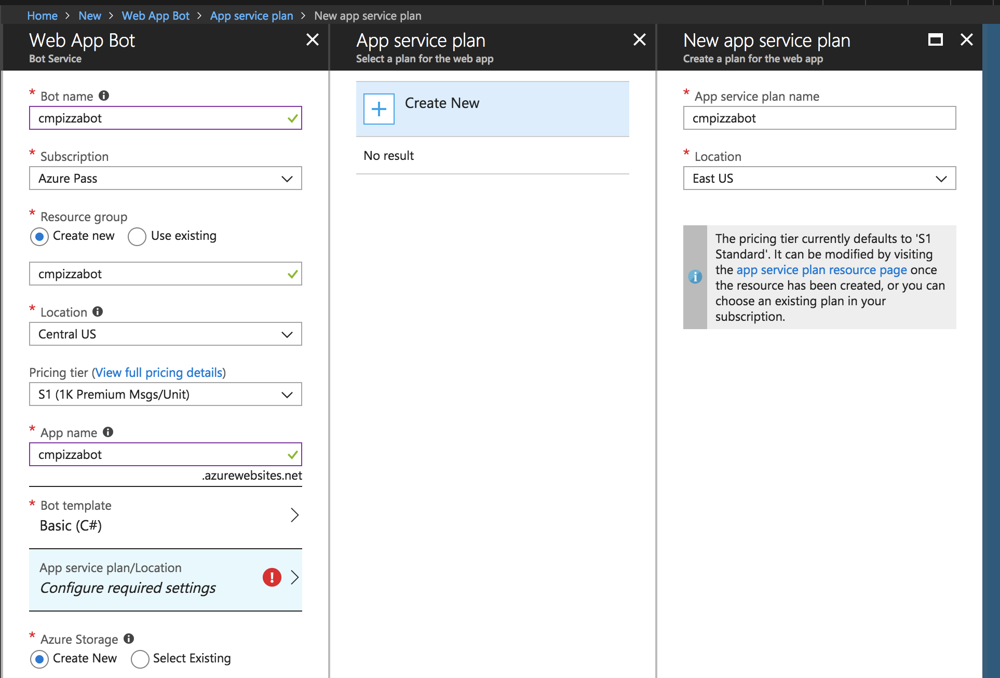 Home > New > Web App Bot > App service plan > New app service plan
Web App Bot
Bot Service
* Bot name
cmpizzabot
* Subscription
Azure Pass
* Resource group
Create new Use existing
cmpizzabot
* Location
Central US
Pricing tier (View full pricing details)
S1 (1K Premium Msgs/Unit)
* App name
cmpizzabot
.azurewebsites.net
* Bot template
Basic (C#)
App service plan/Location
Configure required settings
* Azure Storage
Create New Select Existing
App service plan
Select a plan for the web app
Create New
No result
New app service plan
Create a plan for the web app
* App service plan name
cmpizzabot
* Location
East US
The pricing tier currently defaults to 'S1
Standard'. It can be modified by visiting
the app service plan resource page once
the resource has been created, or you can
choose an existing plan in your
subscription.